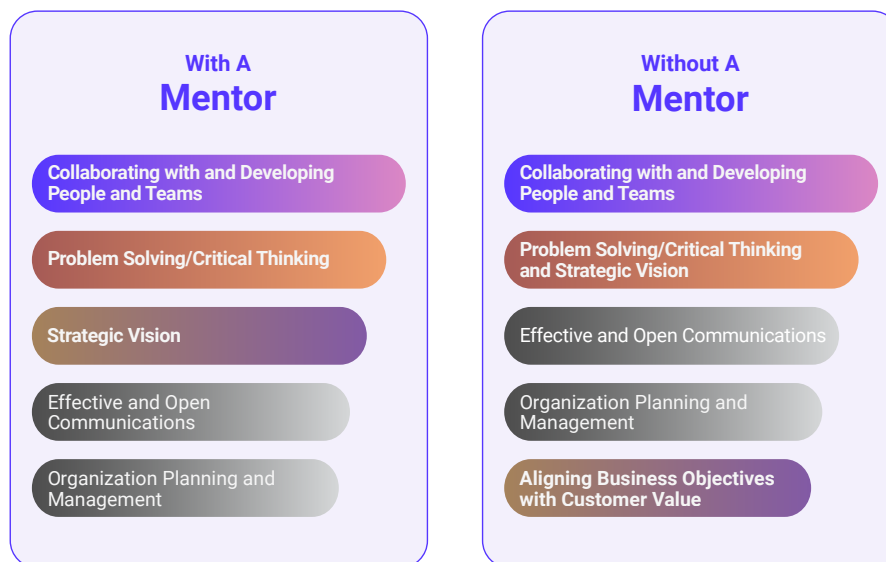 With A
Mentor
Collaborating with and Developing
People and Teams
Problem Solving/Critical Thinking
Strategic Vision
Effective and Open
Communications
Organization Planning and
Management
Without A
Mentor
Collaborating with and Developing
People and Teams
Problem Solving/Critical Thinking
and Strategic Vision
Effective and Open Communications
Organization Planning and
Management
Aligning Business Objectives
with Customer Value